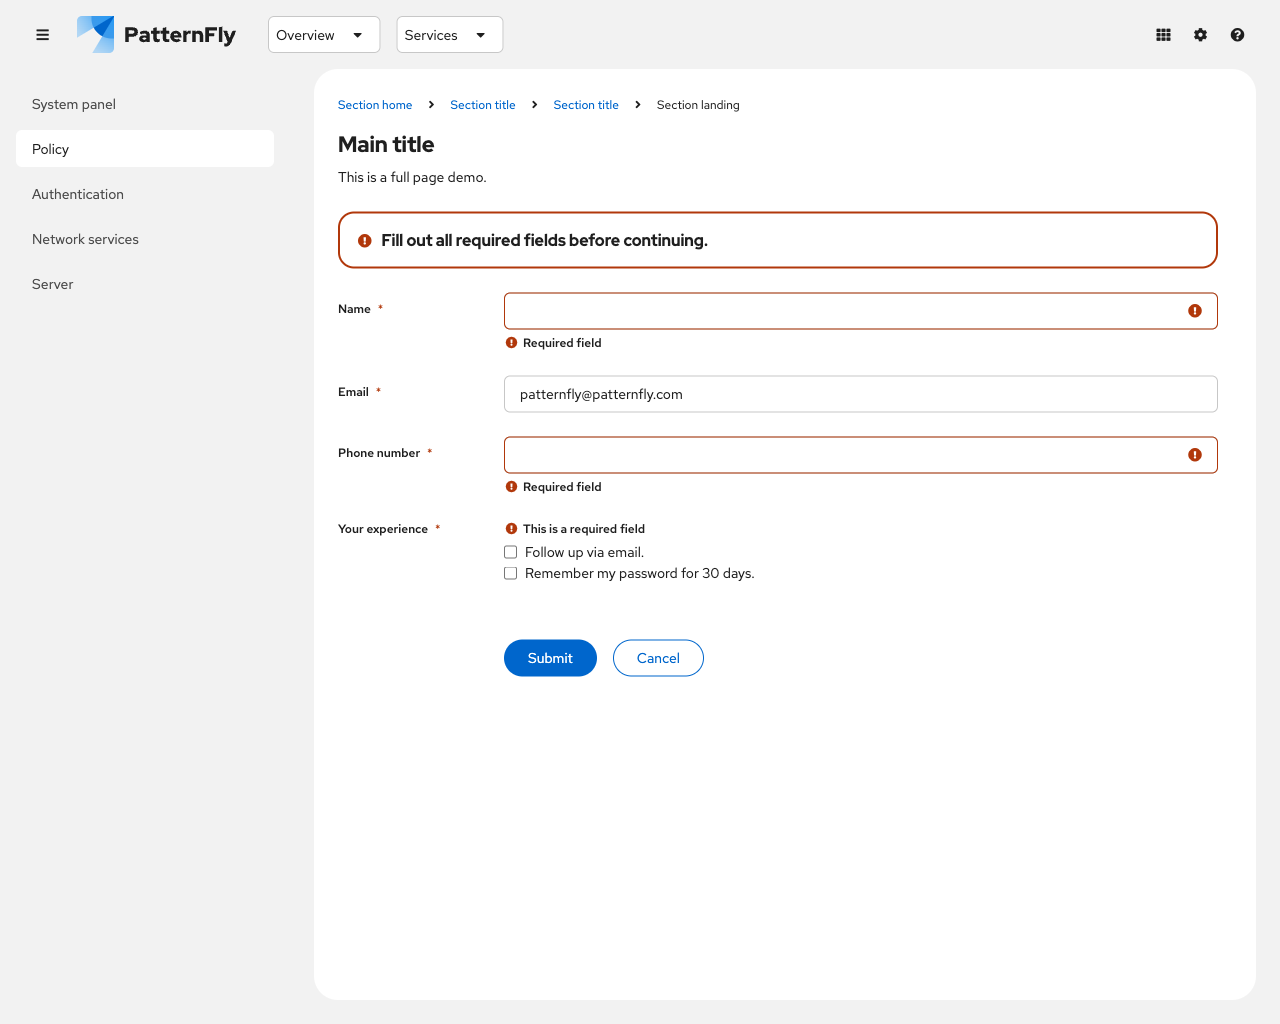 PatternFly
Overview
Services
System panel
Policy
Authentication
Network services
Server
Section home
Section title
Section title
Section landing
Main title
This is a full page demo.
Fill out all required fields before continuing.
Name *
Required field
Email *
patternfly@patternfly.com
Phone number *
Required field
Your experience *
This is a required field
Follow up via email.
Remember my password for 30 days.
Submit
Cancel